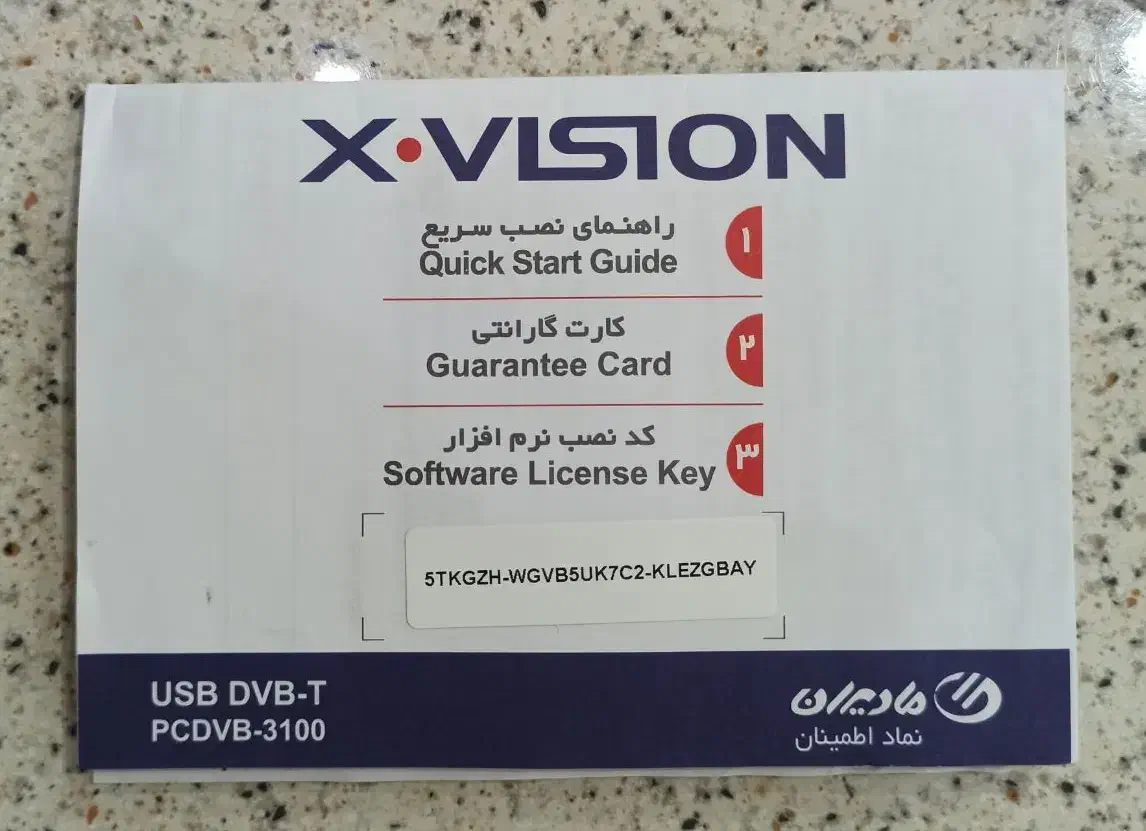 X·VISION
راهنمای نصب سریع
Quick Start Guide
۱
کارت گارانتی
Guarantee Card
۲
کد نصب نرم افزار
Software License Key
۳
5TKGZH-WGVB5UK7C2-KLEZGBAY
USB DVB-T
PCDVB-3100
مادیران
نماد اطمینان